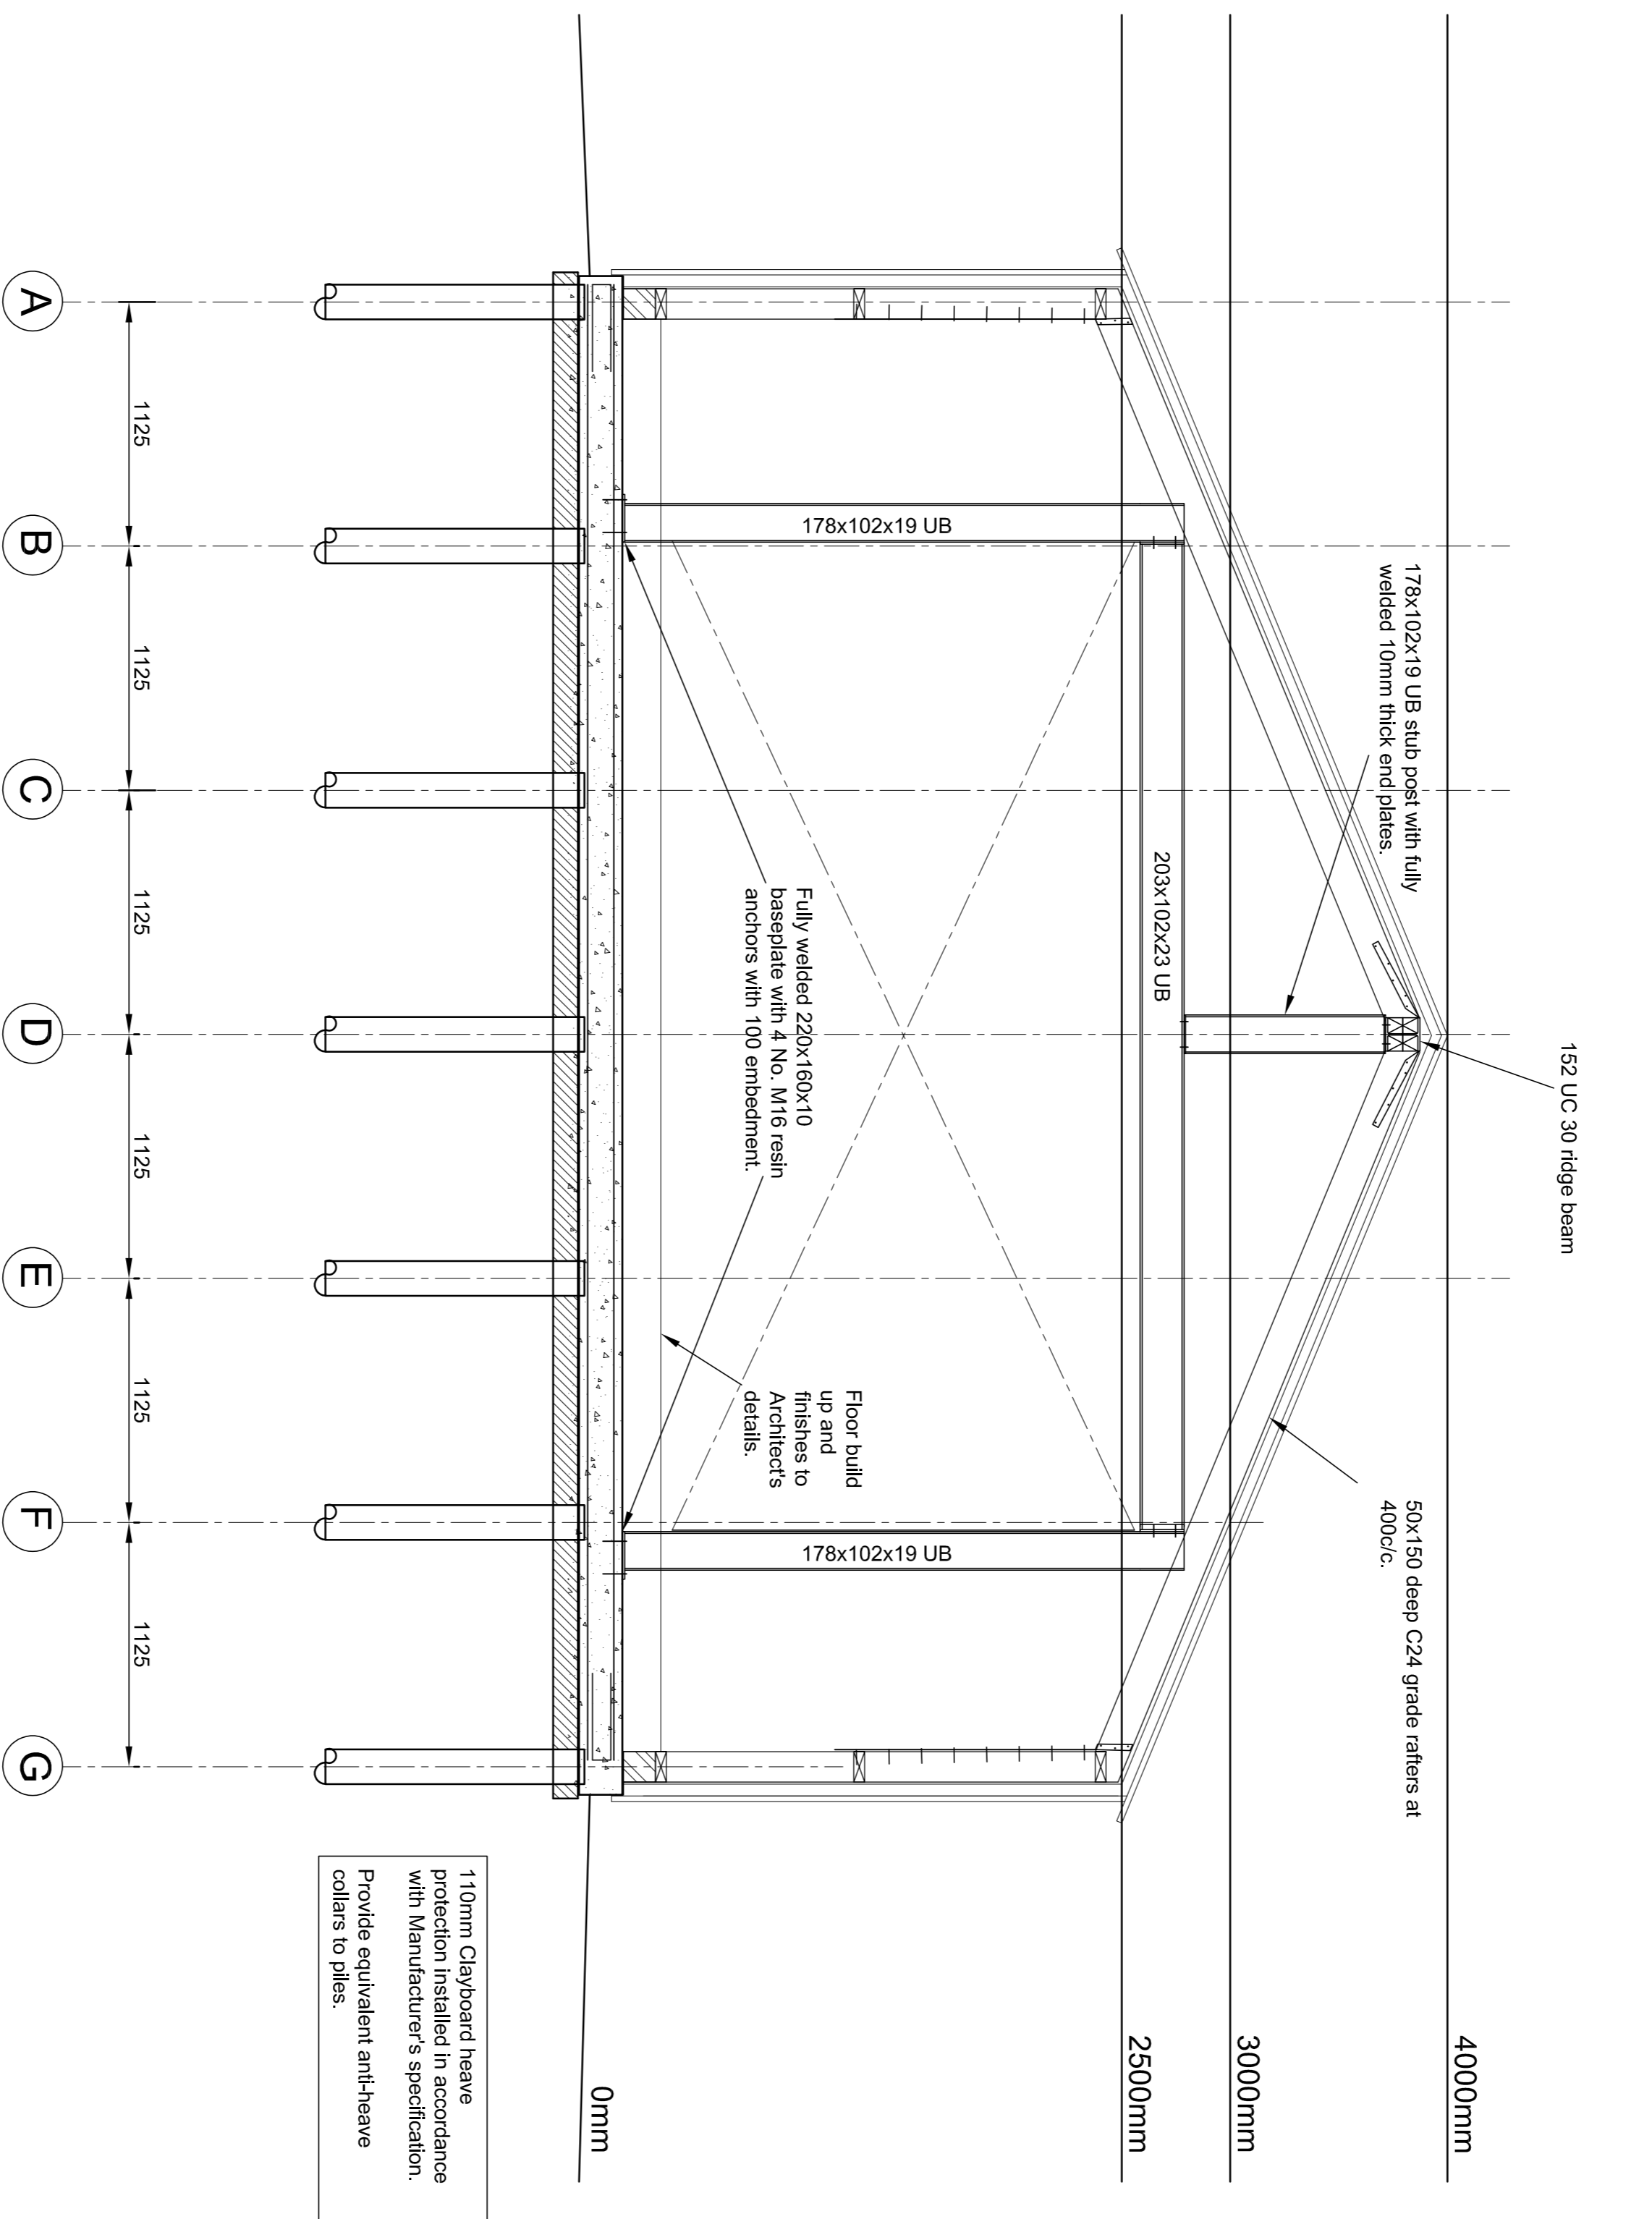 152 UC 30 ridge beam
178x102x19 UB stub post with fully
welded 10mm thick end plates.
50x150 deep C24 grade rafters at
400c/c.
4000mm
3000mm
2500mm
0mm
203x102x23 UB
178x102x19 UB
178x102x19 UB
Fully welded 220x160x10
baseplate with 4 No. M16 resin
anchors with 100 embedment.
Floor build
up and
finishes to
Architect's
details.
110mm Clayboard heave
protection installed in accordance
with Manufacturer's specification.
Provide equivalent anti-heave
collars to piles.
1125
1125
1125
1125
1125
1125
A
B
C
D
E
F
G